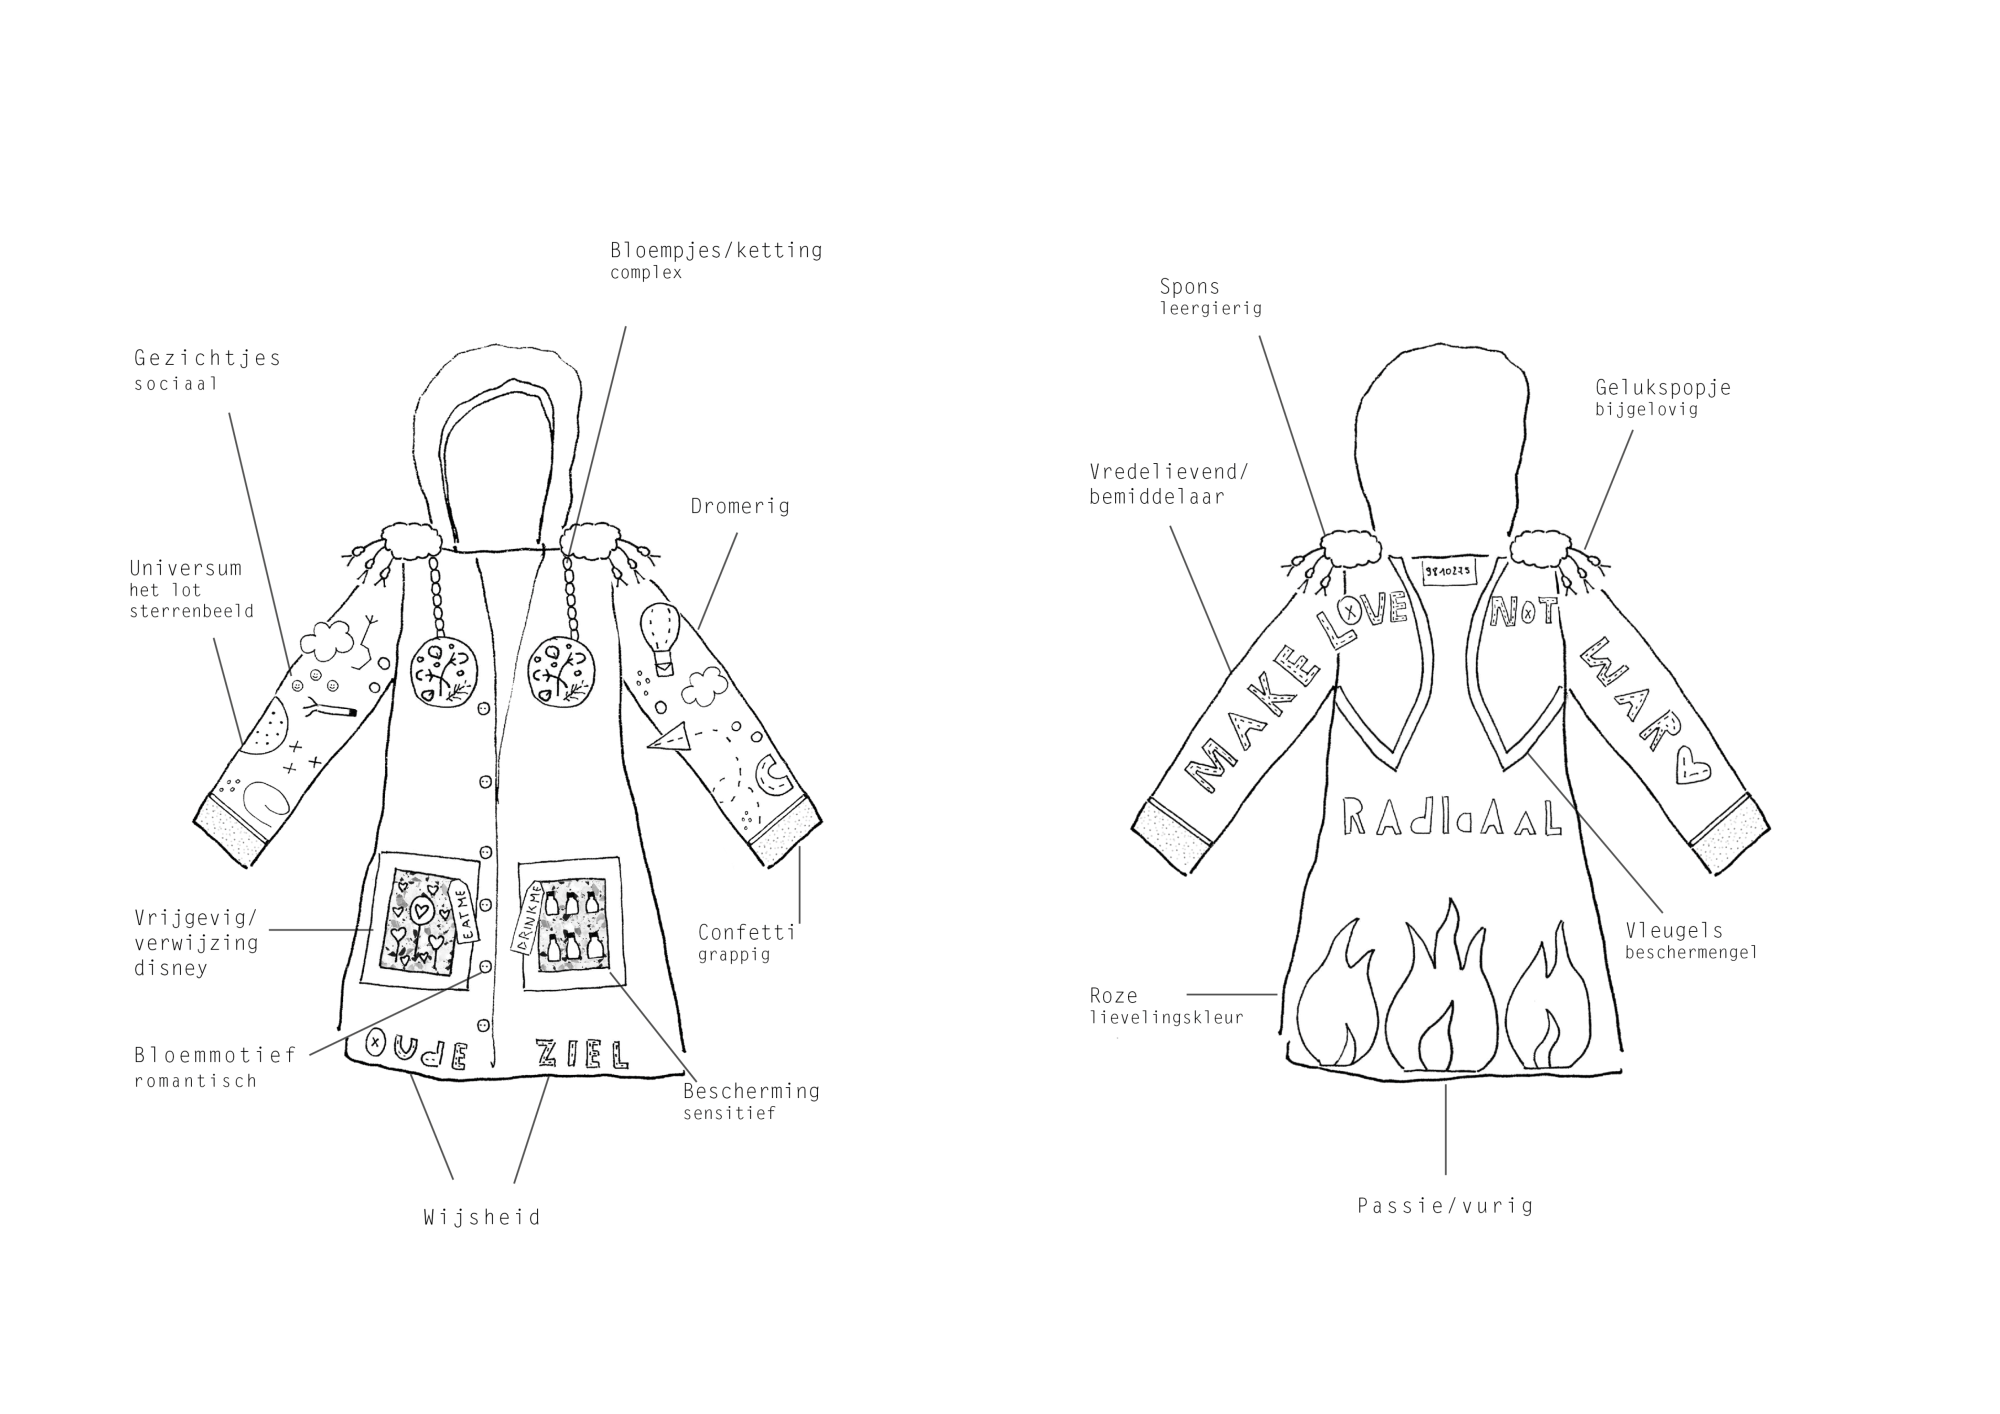 Bloempjes/ketting
complex
Gezichtjes
sociaal
Dromerig
Universum
het lot
sterrenbeeld
Vrijgevig/
verwijzing
disney
EAT ME
DRINK ME
Confetti
grappig
Bloemmotief
romantisch
OUDE ZIEL
Bescherming
sensitief
Wijsheid
Spons
leergierig
Gelukspopje
bijgelovig
Vredelievend/
bemiddelaar
MAKE LOVE NOT WAR
RADICAAL
Vleugels
beschermengel
Roze
lievelingskleur
Passie/vurig